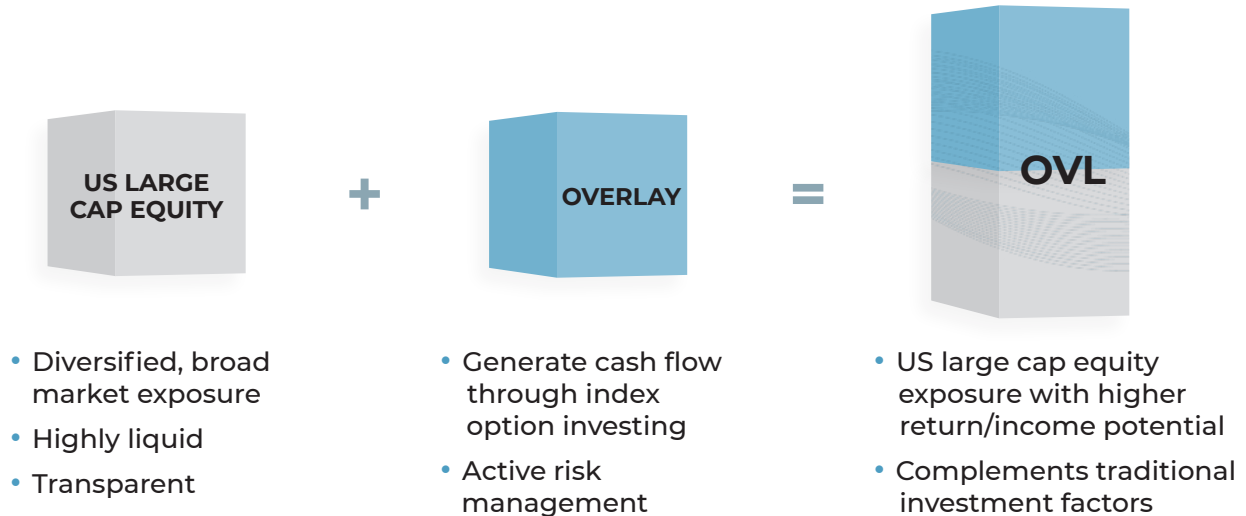 US LARGE
CAP EQUITY
+
OVERLAY
=
OVL
• Diversified, broad
market exposure
• Highly liquid
• Transparent
• Generate cash flow
through index
option investing
• Active risk
management
• US large cap equity
exposure with higher
return/income potential
• Complements traditional
investment factors